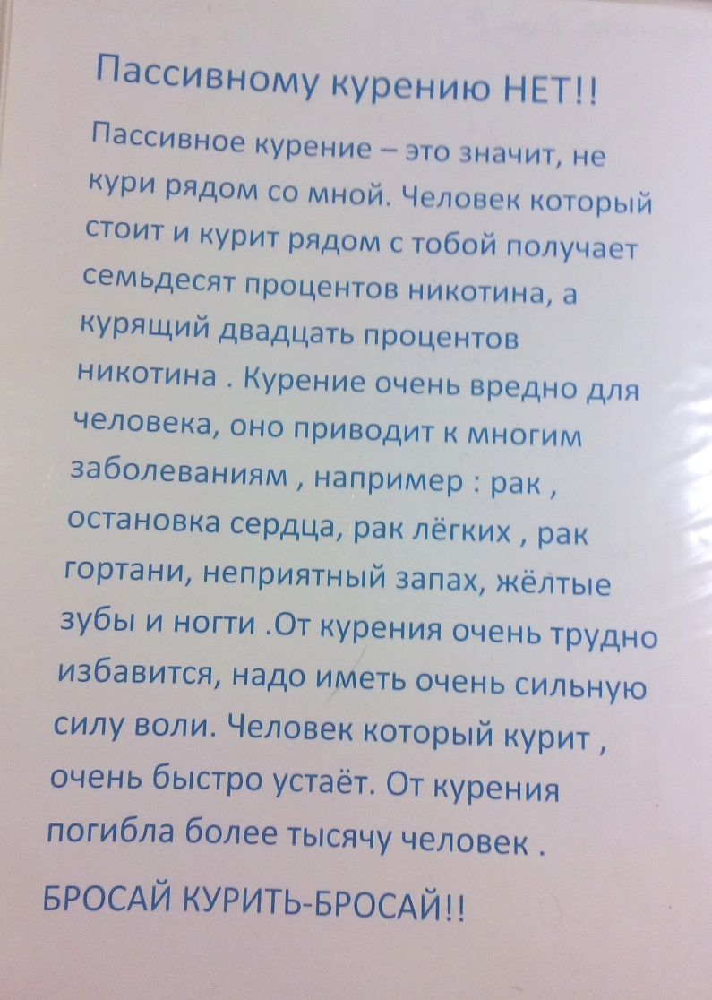 Пассивному курению НЕТ!!
Пассивное курение – это значит, не
кури рядом со мной. Человек который
стоит и курит рядом с тобой получает
семьдесят процентов никотина, а
курящий двадцать процентов
никотина . Курение очень вредно для
человека, оно приводит к многим
заболеваниям , например : рак ,
остановка сердца, рак лёгких , рак
гортани, неприятный запах, жёлтые
зубы и ногти .От курения очень трудно
избавится, надо иметь очень сильную
силу воли. Человек который курит ,
очень быстро устаёт. От курения
погибла более тысячу человек .
БРОСАЙ КУРИТЬ-БРОСАЙ!!